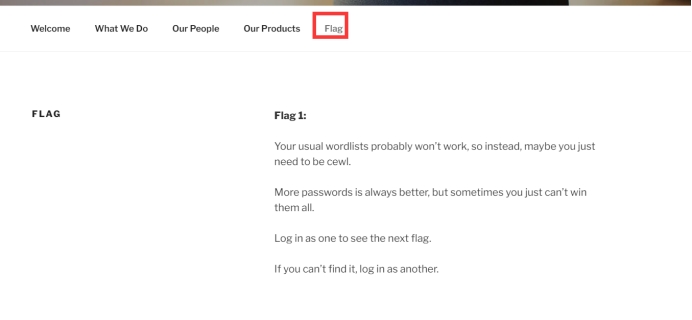 Welcome What We Do Our People Our Products Flag
FLAG
Flag 1:
Your usual wordlists probably won't work, so instead, maybe you just
need to be cewl.
More passwords is always better, but sometimes you just can't win
them all.
Log in as one to see the next flag.
If you can't find it, log in as another.